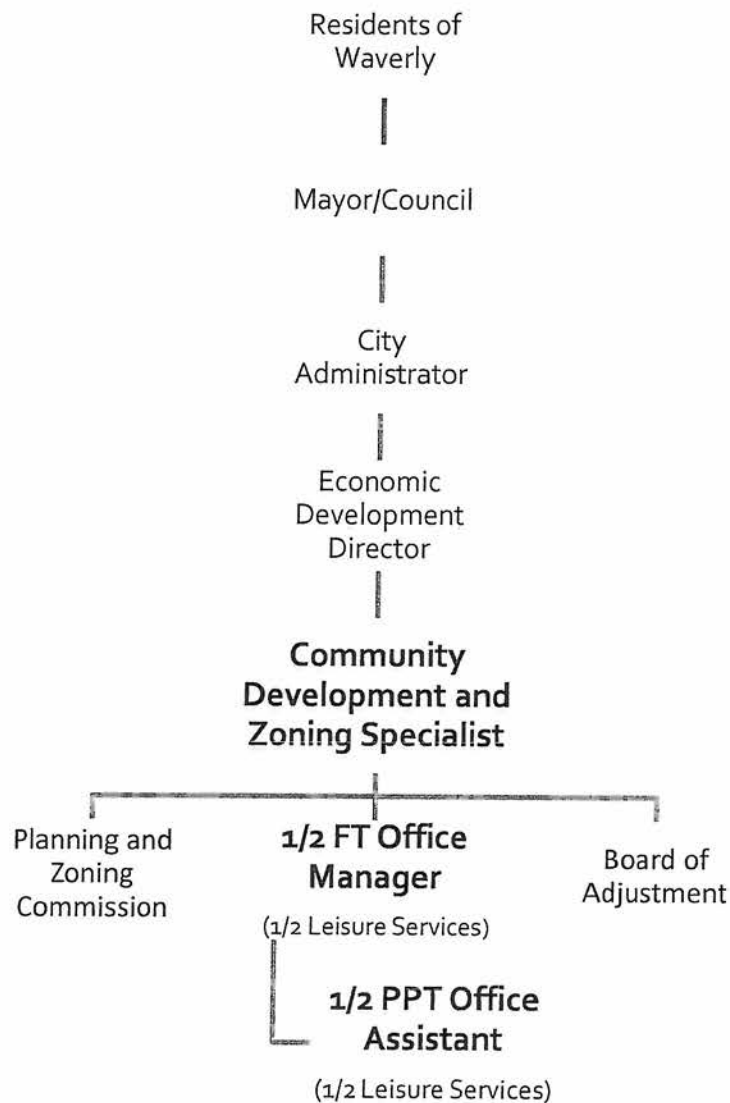 Residents of
Waverly
Mayor/Council
City
Administrator
Economic
Development
Director
Community
Development and
Zoning Specialist
Planning and
Zoning
Commission
1/2 FT Office
Manager
(1/2 Leisure Services)
Board of
Adjustment
1/2 PPT Office
Assistant
(1/2 Leisure Services)